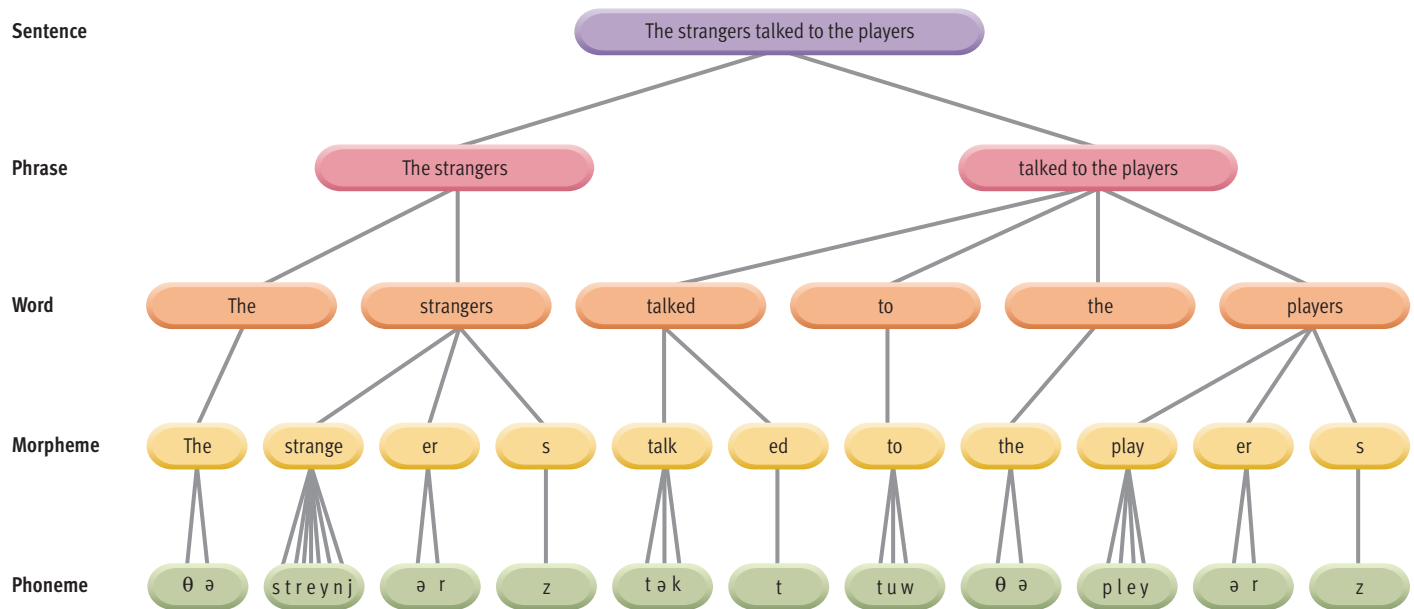 Sentence
The strangers talked to the players
Phrase
The strangers
talked to the players
Word
The
strangers
talked
to
the
players
Morpheme
The
strange
er
s
talk
ed
to
the
play
er
s
Phoneme
θ ə
s t r e y n j
ə r
z
t ə k
t
t u w
θ ə
p l e y
ə r
z